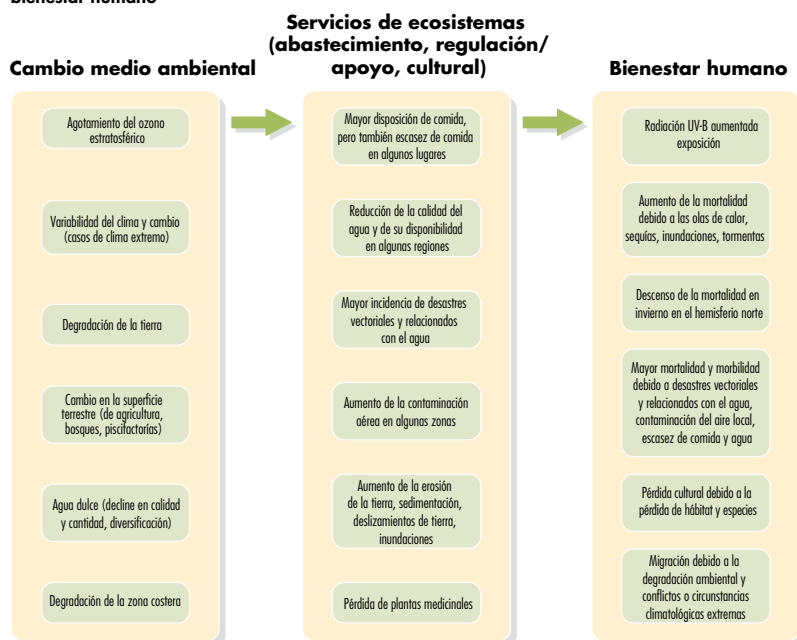 bienestar humano
Servicios de ecosistemas
(abastecimiento, regulación/
apoyo, cultural)
Cambio medio ambiental
Bienestar humano
Agotamiento del ozono
estratosférico
Variabilidad del clima y cambio
(casos de clima extremo)
Degradación de la tierra
Cambio en la superficie
terrestre (de agricultura,
bosques, piscifactorías)
Agua dulce (decline en calidad
y cantidad, diversificación)
Degradación de la zona costera
Mayor disposición de comida,
pero también escasez de comida
en algunos lugares
Reducción de la calidad del
agua y de su disponibilidad
en algunas regiones
Mayor incidencia de desastres
vectoriales y relacionados
con el agua
Aumento de la contaminación
aérea en algunas zonas
Aumento de la erosión
de la tierra, sedimentación,
deslizamientos de tierra,
inundaciones
Pérdida de plantas medicinales
Radiación UV-B aumentada
exposición
Aumento de la mortalidad
debido a las olas de calor,
sequías, inundaciones, tormentas
Descenso de la mortalidad en
invierno en el hemisferio norte
Mayor mortalidad y morbilidad
debido a desastres vectoriales
y relacionados con el agua,
contaminación del aire local,
escasez de comida y agua
Pérdida cultural debido a la
pérdida de hábitat y especies
Migración debido a la
degradación ambiental y
conflictos o circunstancias
climatológicas extremas